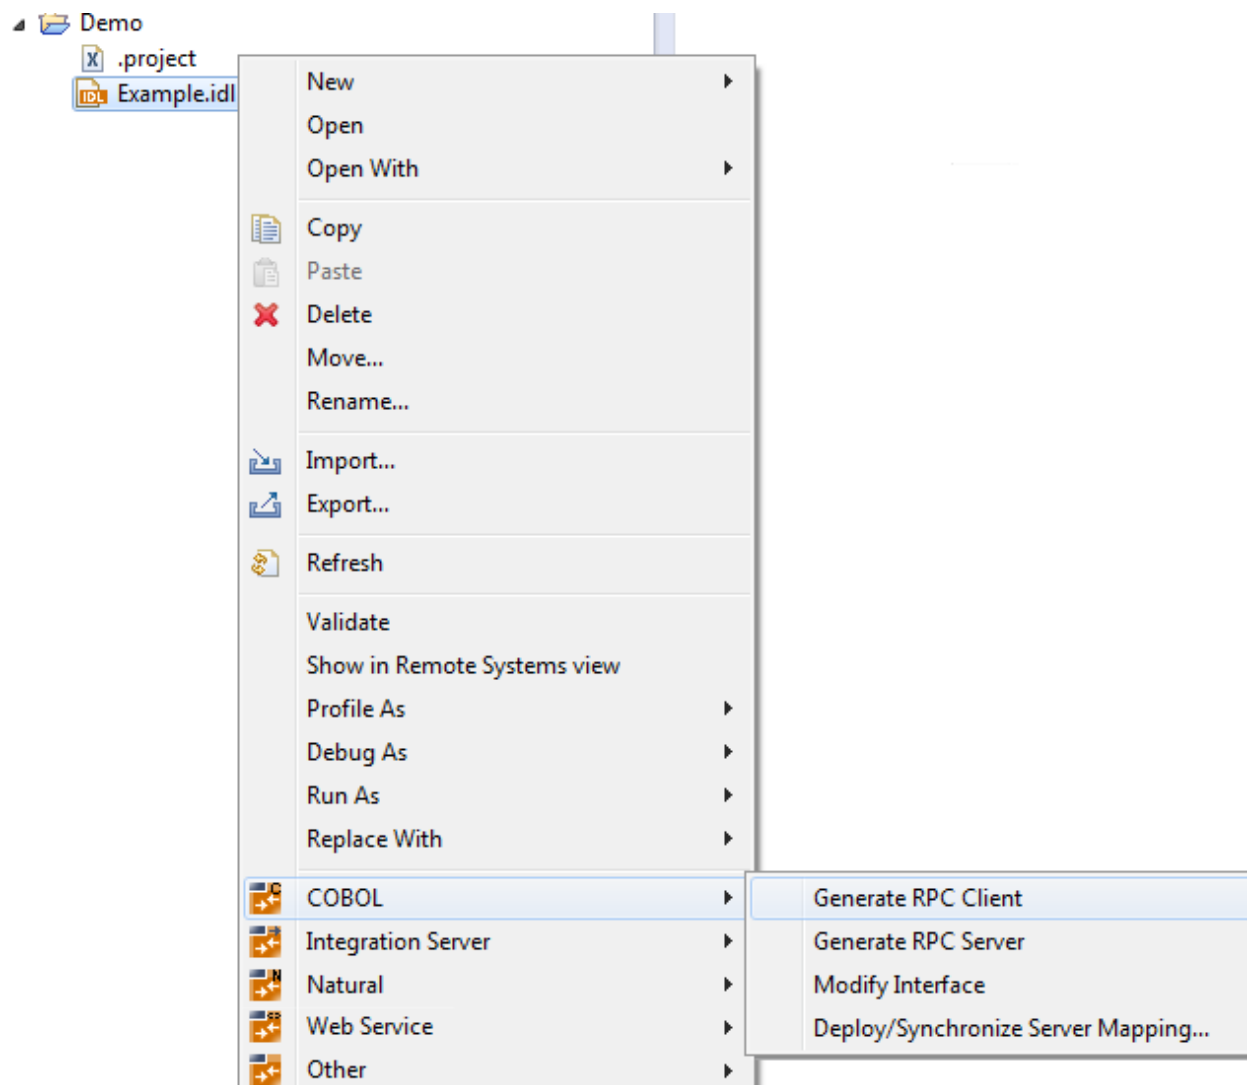 Demo
.project
Example.idl
New
Open
Open With
Copy
Paste
Delete
Move...
Rename...
Import...
Export...
Refresh
Validate
Show in Remote Systems view
Profile As
Debug As
Run As
Replace With
COBOL
Integration Server
Natural
Web Service
Other
Generate RPC Client
Generate RPC Server
Modify Interface
Deploy/Synchronize Server Mapping...